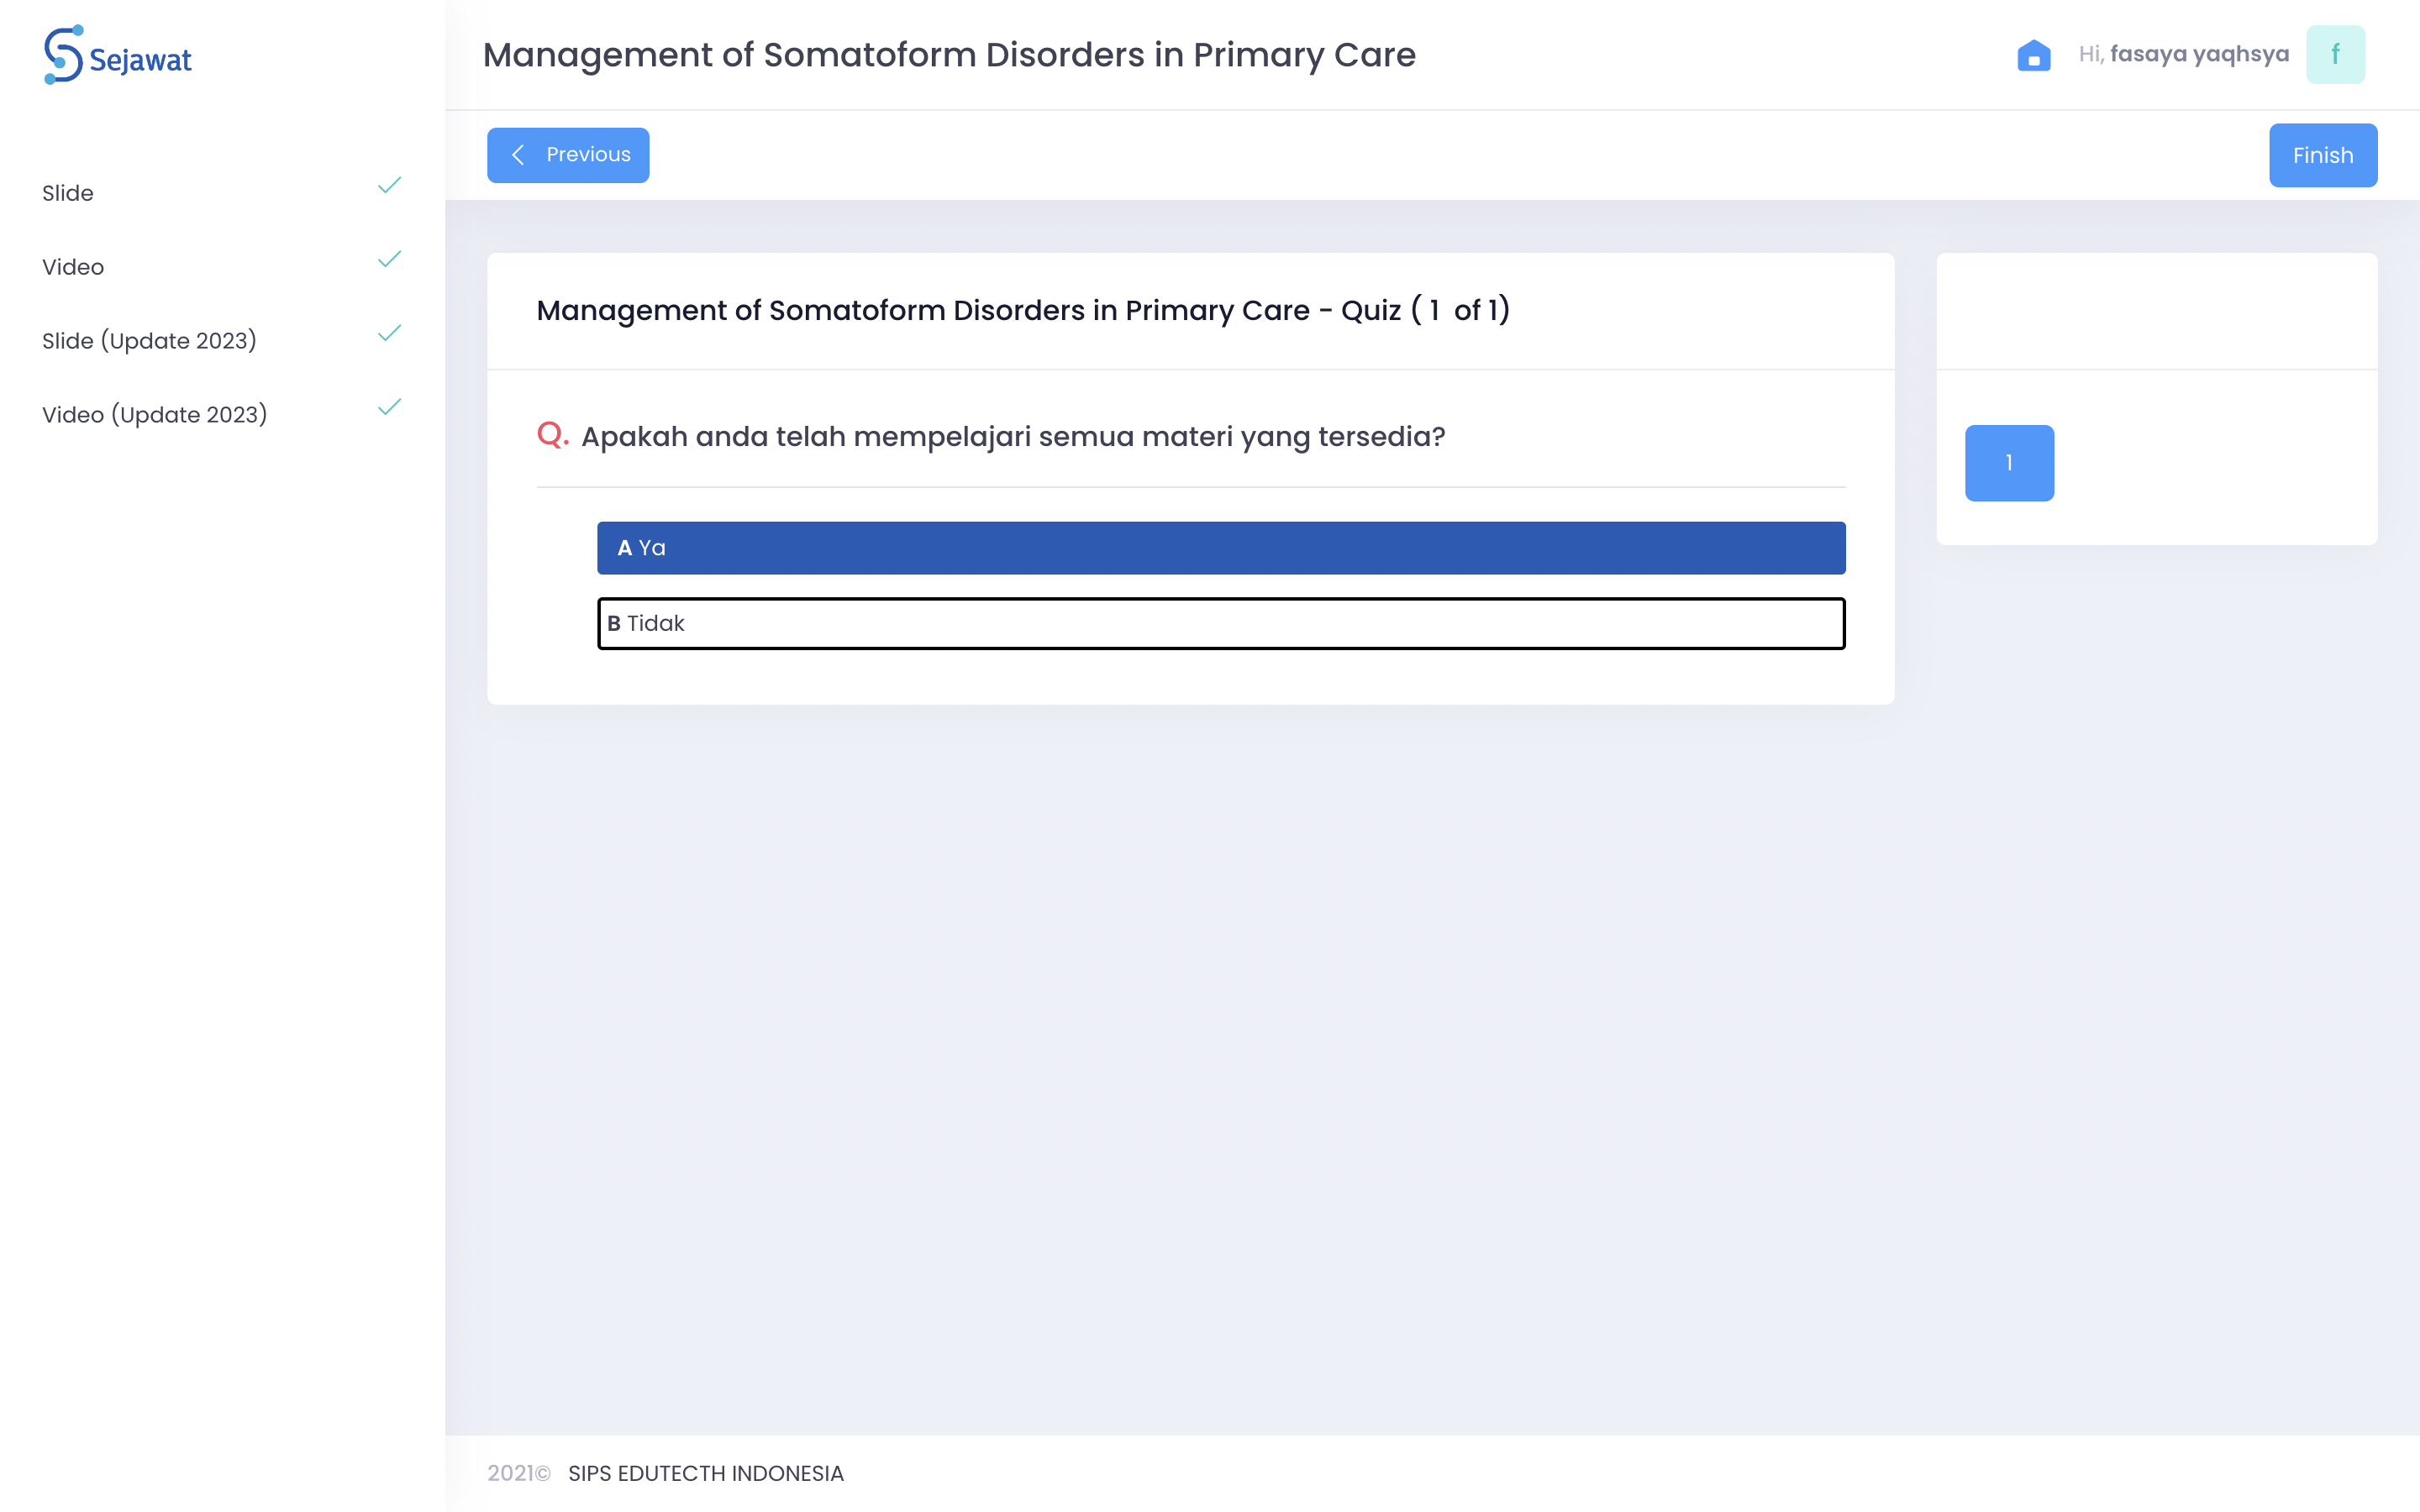 Sejawat
Management of Somatoform Disorders in Primary Care
Hi, fasaya yaqhsya
f
Previous
Finish
Slide
Video
Slide (Update 2023)
Video (Update 2023)
Management of Somatoform Disorders in Primary Care - Quiz ( 1 of 1)
Q. Apakah anda telah mempelajari semua materi yang tersedia?
A Ya
B Tidak
1
2021© SIPS EDUTECTH INDONESIA